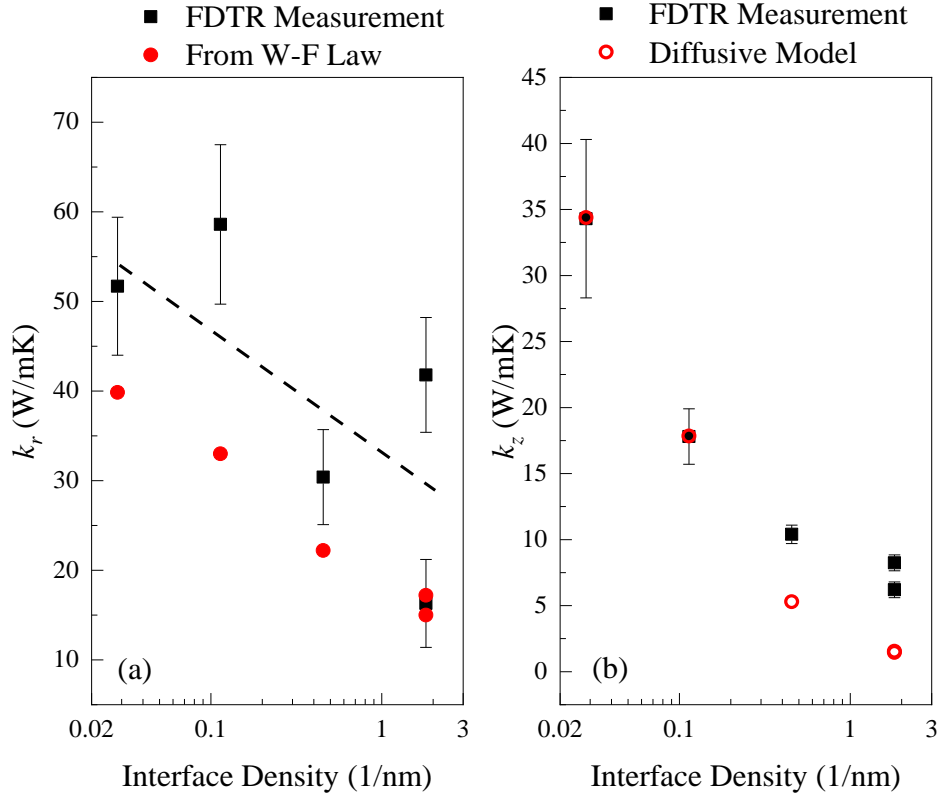 FDTR Measurement
From W-F Law
70
60
50
40
30
20
10
k_r (W/mK)
(a)
0.02
0.1
1
3
Interface Density (1/nm)
FDTR Measurement
Diffusive Model
45
40
35
30
25
20
15
10
5
0
k_z (W/mK)
(b)
0.02
0.1
1
3
Interface Density (1/nm)